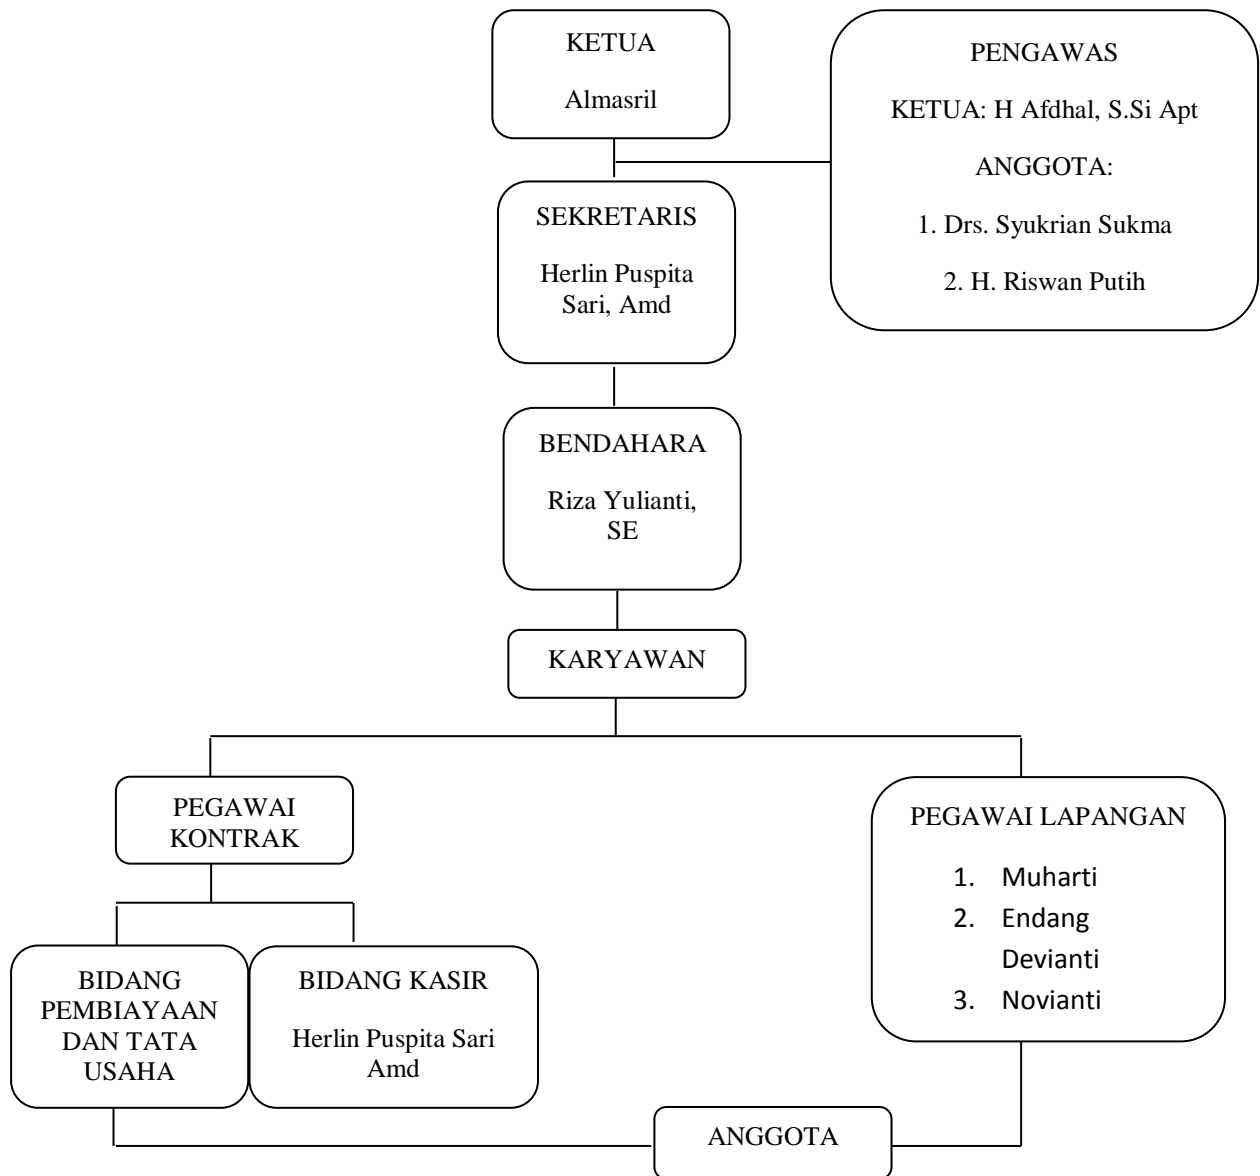 KETUA
Almasril
PENGAWAS
KETUA: H Afdhal, S.Si Apt
ANGGOTA:
1. Drs. Syukrian Sukma
2. H. Riswan Putih
SEKRETARIS
Herlin Puspita
Sari, Amd
BENDAHARA
Riza Yulianti,
SE
KARYAWAN
PEGAWAI
KONTRAK
PEGAWAI LAPANGAN
1. Muharti
2. Endang
Devianti
3. Novianti
BIDANG
PEMBIAYAAN
DAN TATA
USAHA
BIDANG KASIR
Herlin Puspita Sari
Amd
ANGGOTA